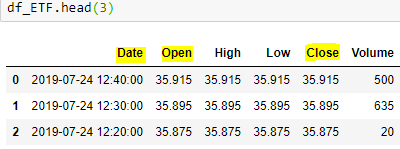 df_ETF.head(3)
Date Open High Low Close Volume
0 2019-07-24 12:40:00 35.915 35.915 35.915 35.915 500
1 2019-07-24 12:30:00 35.895 35.895 35.895 35.895 635
2 2019-07-24 12:20:00 35.875 35.875 35.875 35.875 20